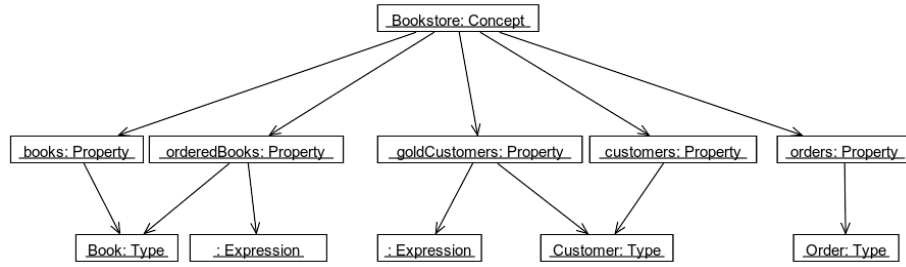 Bookstore: Concept
books: Property
orderedBooks: Property
goldCustomers: Property
customers: Property
orders: Property
Book: Type
: Expression
: Expression
Customer: Type
Order: Type